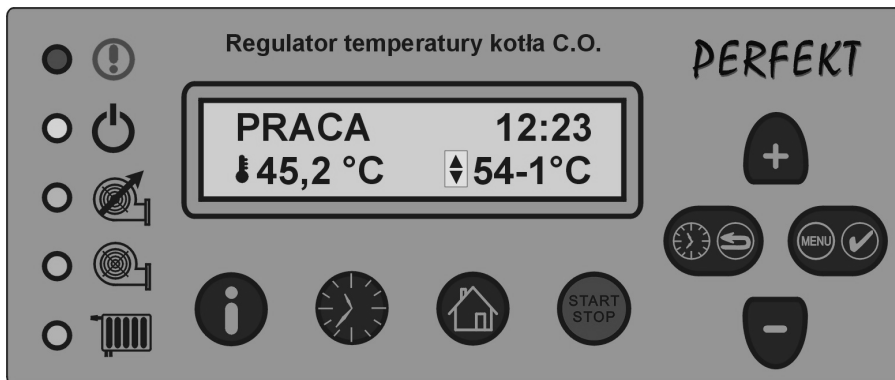 Regulator temperatury kotła C.O.
PERFEKT
PRACA 12:23
45,2 °C 54-1°C
+
MENU
START
STOP
-